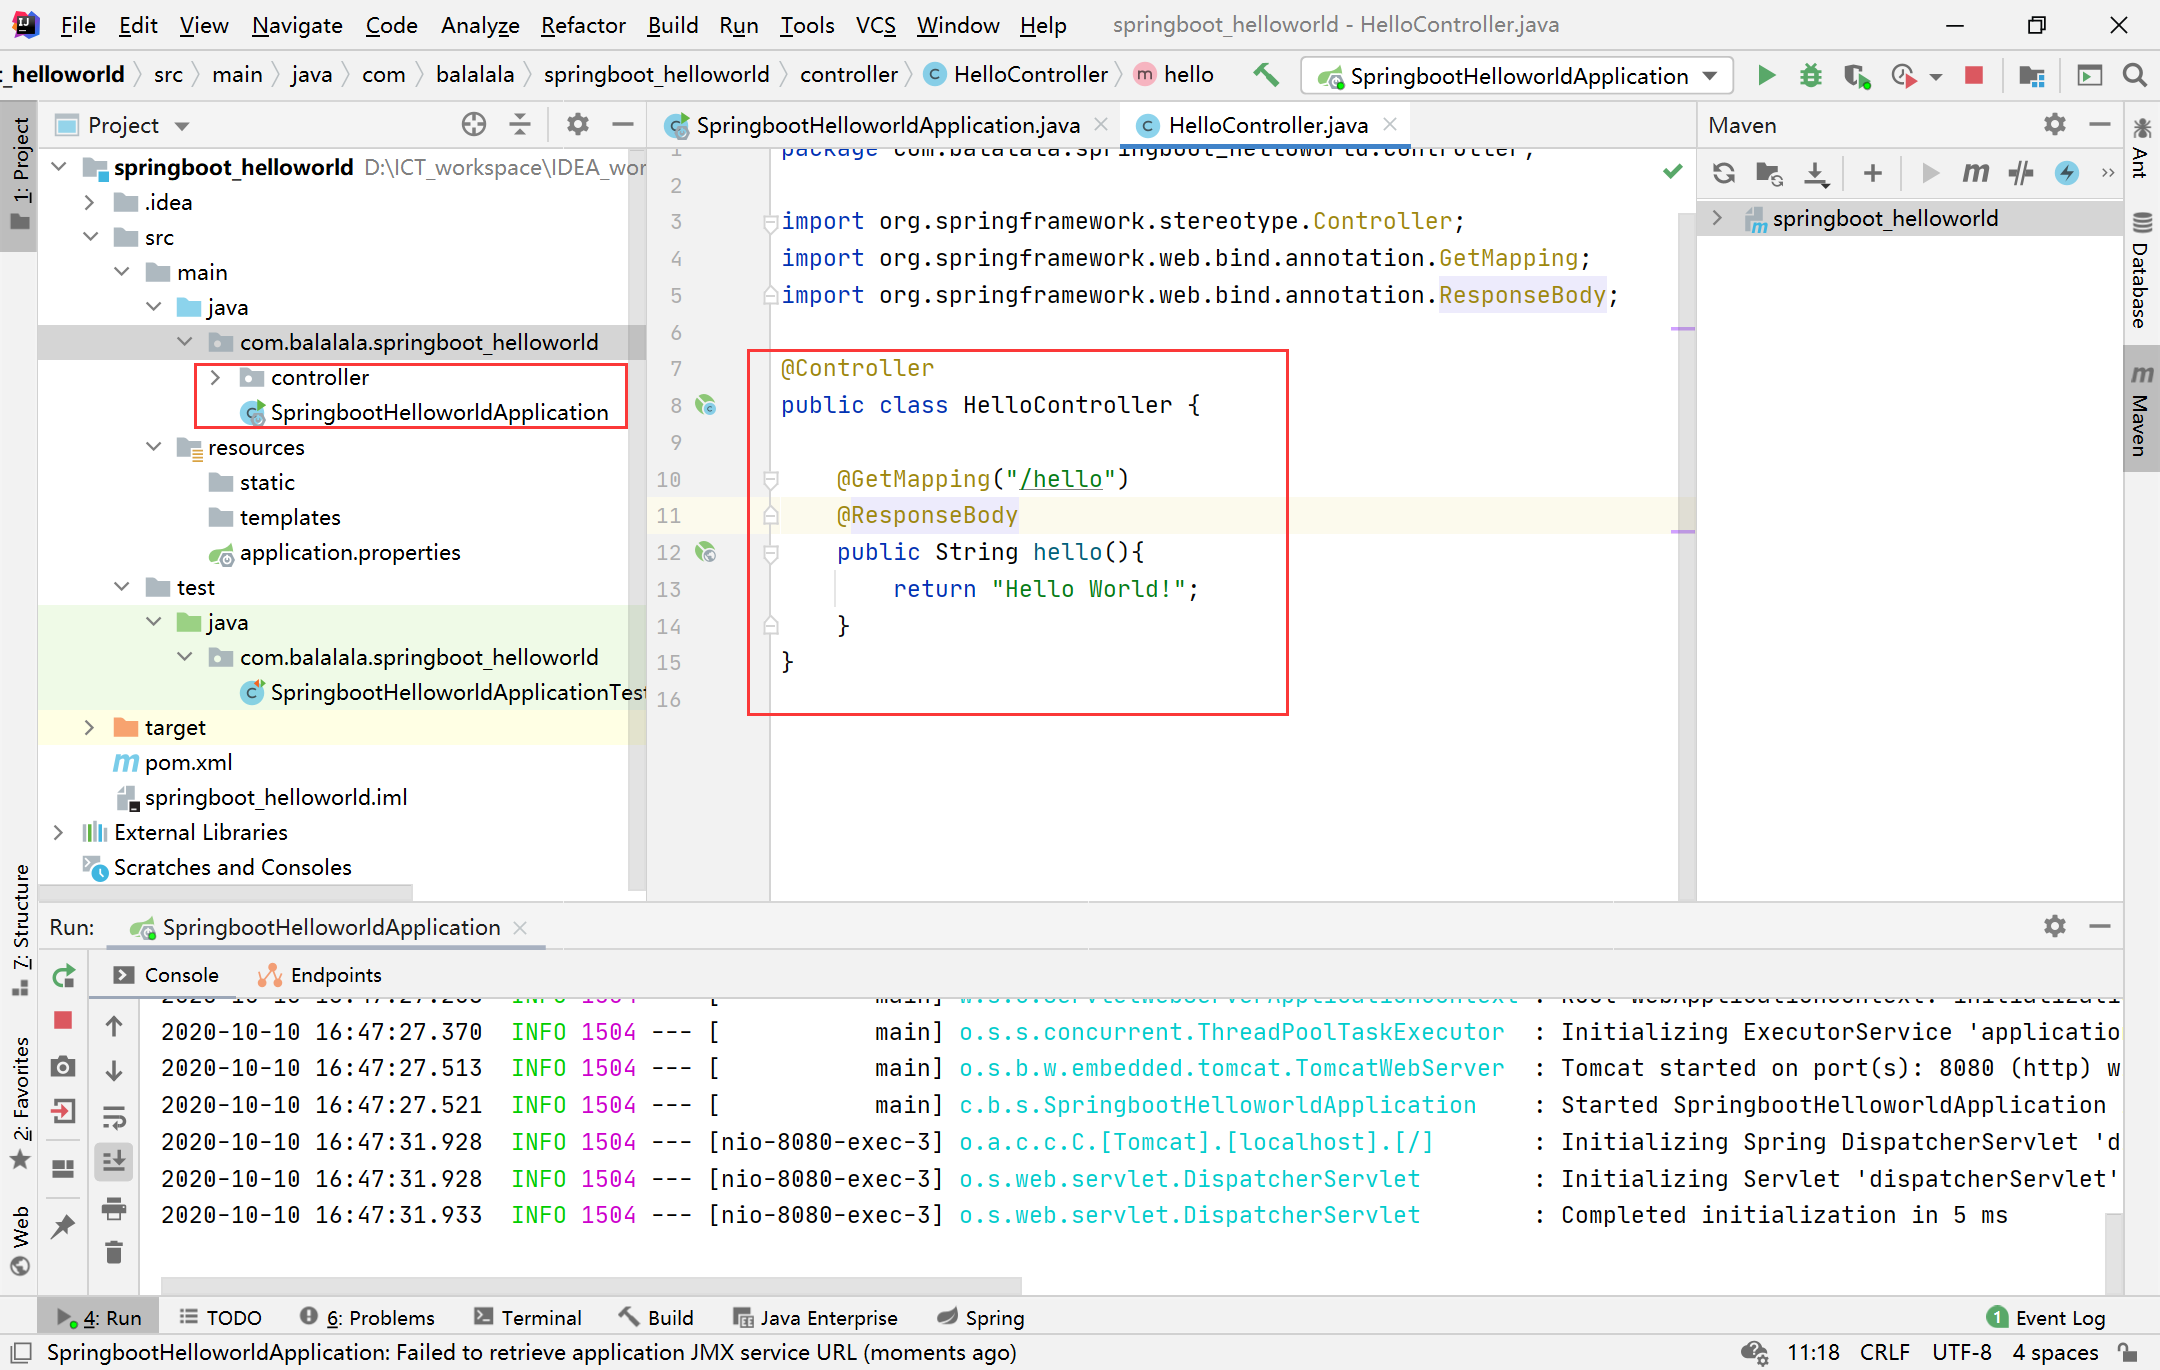 File Edit View Navigate Code Analyze Refactor Build Run Tools VCS Window Help springboot_helloworld - HelloController.java
t_helloworld src main java com balalala springboot_helloworld controller HelloController hello SpringbootHelloworldApplication
Project
SpringbootHelloworldApplication.java HelloController.java
Maven
springboot_helloworld D:\ICT_workspace\IDEA_wor
.idea
src
main
java
com.balalala.springboot_helloworld
controller
SpringbootHelloworldApplication
resources
static
templates
application.properties
test
java
com.balalala.springboot_helloworld
SpringbootHelloworldApplicationTest
target
pom.xml
springboot_helloworld.iml
External Libraries
Scratches and Consoles
1 package com.balalala.springboot_helloworld.controller;
2
3 import org.springframework.stereotype.Controller;
4 import org.springframework.web.bind.annotation.GetMapping;
5 import org.springframework.web.bind.annotation.ResponseBody;
6
7 @Controller
8 public class HelloController {
9
10 @GetMapping("/hello")
11 @ResponseBody
12 public String hello(){
13 return "Hello World!";
14 }
15 }
16
springboot_helloworld
1: Project
7: Structure
2: Favorites
Web
Ant
Database
Maven
Run: SpringbootHelloworldApplication
Console Endpoints
2020-10-10 16:47:27.370 INFO 1504 --- [ main] o.s.s.concurrent.ThreadPoolTaskExecutor : Initializing ExecutorService 'applicatio
2020-10-10 16:47:27.513 INFO 1504 --- [ main] o.s.b.w.embedded.tomcat.TomcatWebServer : Tomcat started on port(s): 8080 (http) w
2020-10-10 16:47:27.521 INFO 1504 --- [ main] c.b.s.SpringbootHelloworldApplication : Started SpringbootHelloworldApplication
2020-10-10 16:47:31.928 INFO 1504 --- [nio-8080-exec-3] o.a.c.c.C.[Tomcat].[localhost].[/] : Initializing Spring DispatcherServlet 'd
2020-10-10 16:47:31.928 INFO 1504 --- [nio-8080-exec-3] o.s.web.servlet.DispatcherServlet : Initializing Servlet 'dispatcherServlet'
2020-10-10 16:47:31.933 INFO 1504 --- [nio-8080-exec-3] o.s.web.servlet.DispatcherServlet : Completed initialization in 5 ms
4: Run TODO 6: Problems Terminal Build Java Enterprise Spring 1 Event Log
SpringbootHelloworldApplication: Failed to retrieve application JMX service URL (moments ago) 11:18 CRLF UTF-8 4 spaces